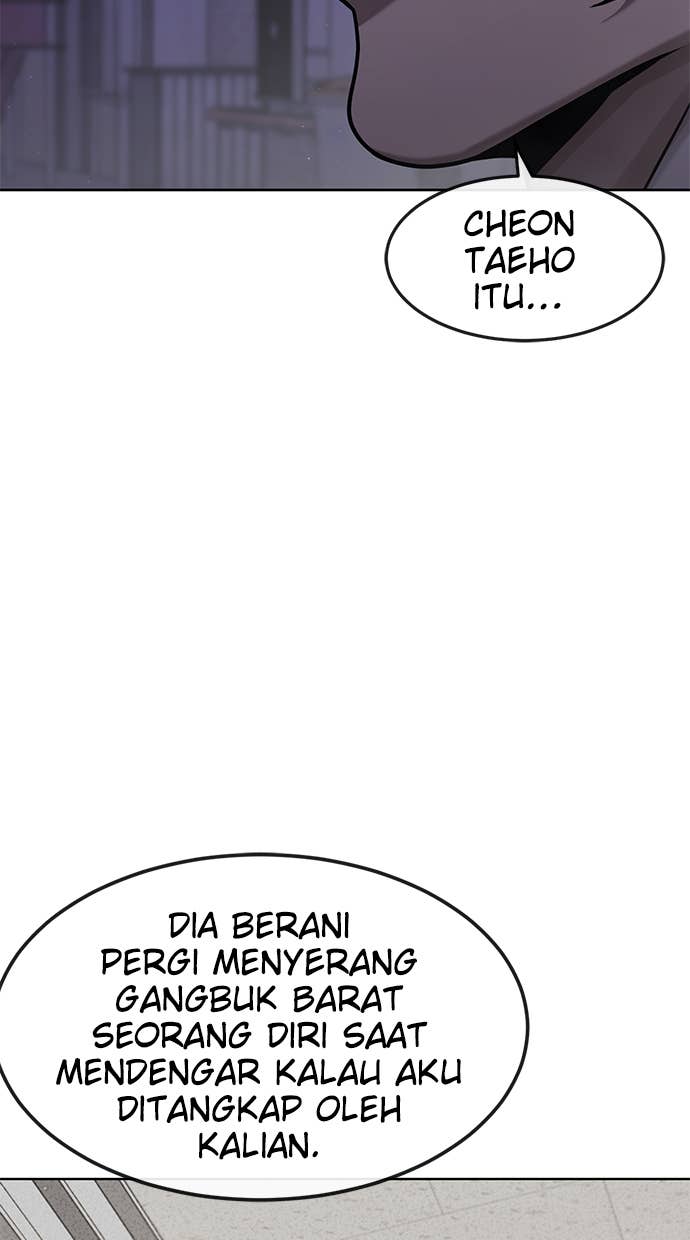 CHEON
TAEHO
ITU...
DIA BERANI
PERGI MENYERANG
GANGBUK BARAT
SEORANG DIRI SAAT
MENDENGAR KALAU AKU
DITANGKAP OLEH
KALIAN.